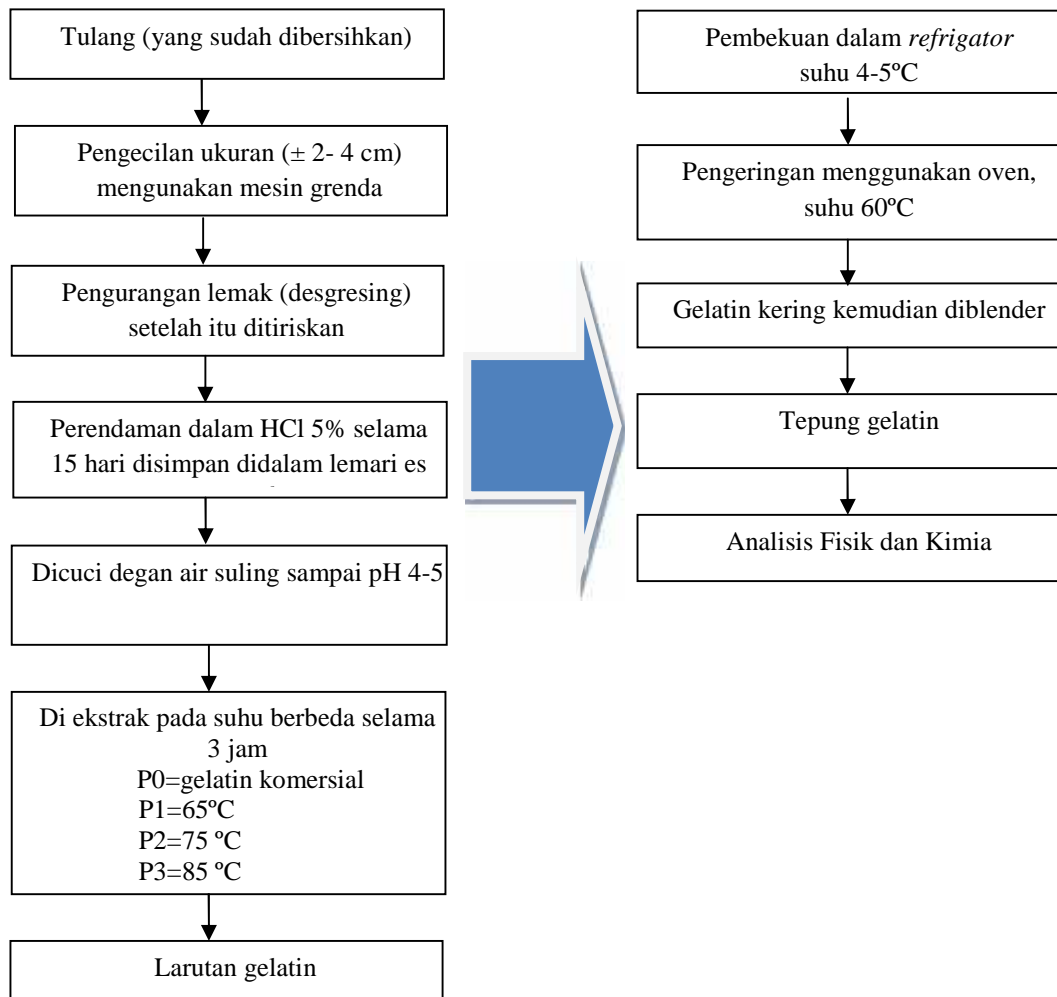 Tulang (yang sudah dibersihkan)
Pengecilan ukuran (± 2- 4 cm)
mengunakan mesin grenda
Pengurangan lemak (desgresing)
setelah itu ditiriskan
Perendaman dalam HCl 5% selama
15 hari disimpan didalam lemari es
Dicuci degan air suling sampai pH 4-5
Di ekstrak pada suhu berbeda selama
3 jam
P0=gelatin komersial
P1=65ºC
P2=75 ºC
P3=85 ºC
Larutan gelatin
Pembekuan dalam refrigator
suhu 4-5ºC
Pengeringan menggunakan oven,
suhu 60ºC
Gelatin kering kemudian diblender
Tepung gelatin
Analisis Fisik dan Kimia